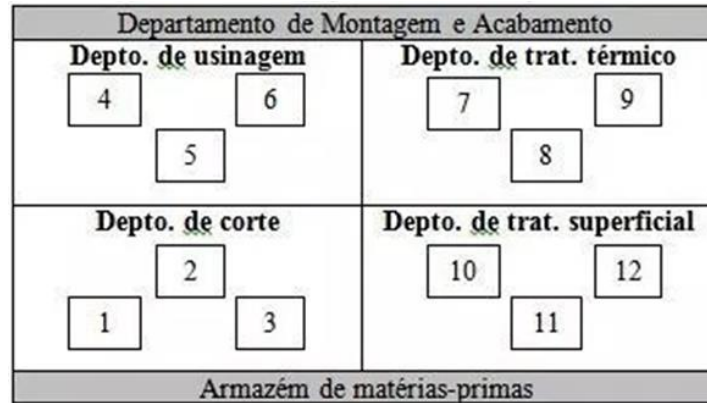 Departamento de Montagem e Acabamento
Depto. de usinagem
4 6
5
Depto. de trat. térmico
7 9
8
Depto. de corte
2
1 3
Depto. de trat. superficial
10 12
11
Armazém de matérias-primas